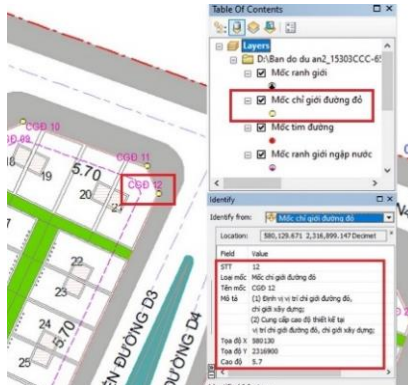 Table Of Contents
Layers
D:\Ban do du an2_15303CCC-65
Mốc ranh giới
Mốc chỉ giới đường đỏ
Mốc tim đường
Mốc ranh giới ngập nước
Identify
Identify from: Mốc chỉ giới đường đỏ
Location: 580,129.671 2,316,899.147 Decimet
Field Value
STT 12
Loại mốc Mốc chỉ giới đường đỏ
Tên mốc CGĐ 12
Mô tả (1) Định vị vị trí chỉ giới đường đỏ,
chỉ giới xây dựng;
(2) Cung cấp cao độ thiết kế tại
vị trí chỉ giới đường đỏ, chỉ giới xây dựng;
Tọa độ X 580130
Tọa độ Y 2316900
Cao độ 5.7
CGĐ 10
CGĐ 09
CGĐ 11
CGĐ 12
18
19
5.70
20
21
22
23
24
5.70
25
ĐƯỜNG D3
ĐƯỜNG D4